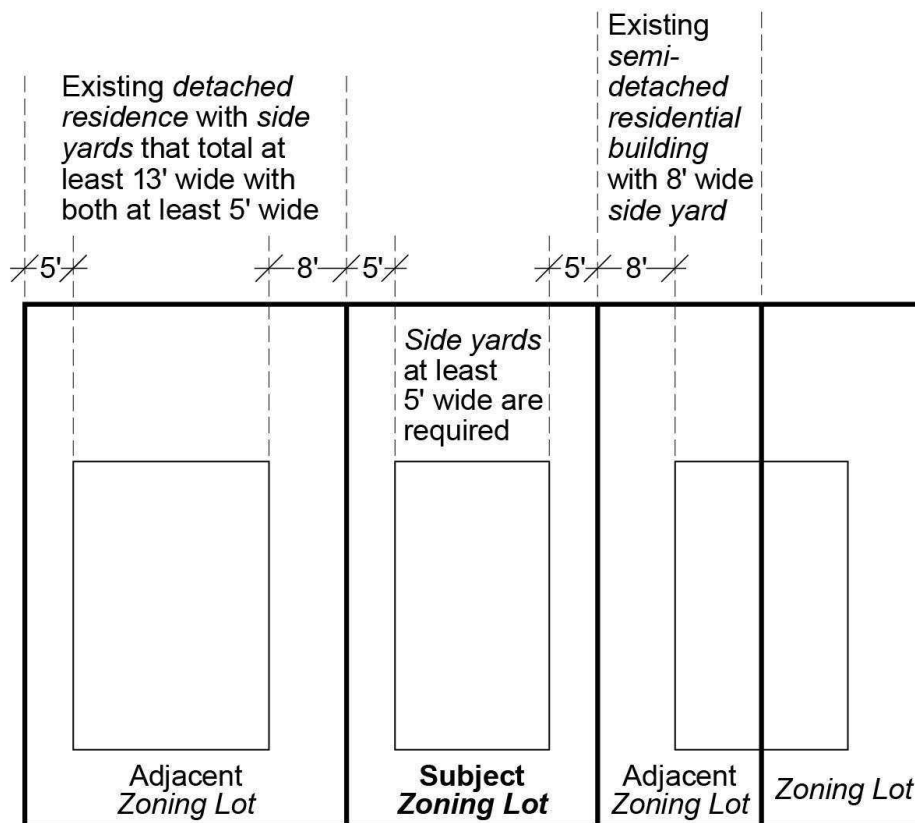 Existing detached
residence with side
yards that total at
least 13' wide with
both at least 5' wide
Existing
semi-
detached
residential
building
with 8' wide
side yard
5'
8'
5'
5'
8'
Side yards
at least
5' wide are
required
Adjacent
Zoning Lot
Subject
Zoning Lot
Adjacent
Zoning Lot
Zoning Lot